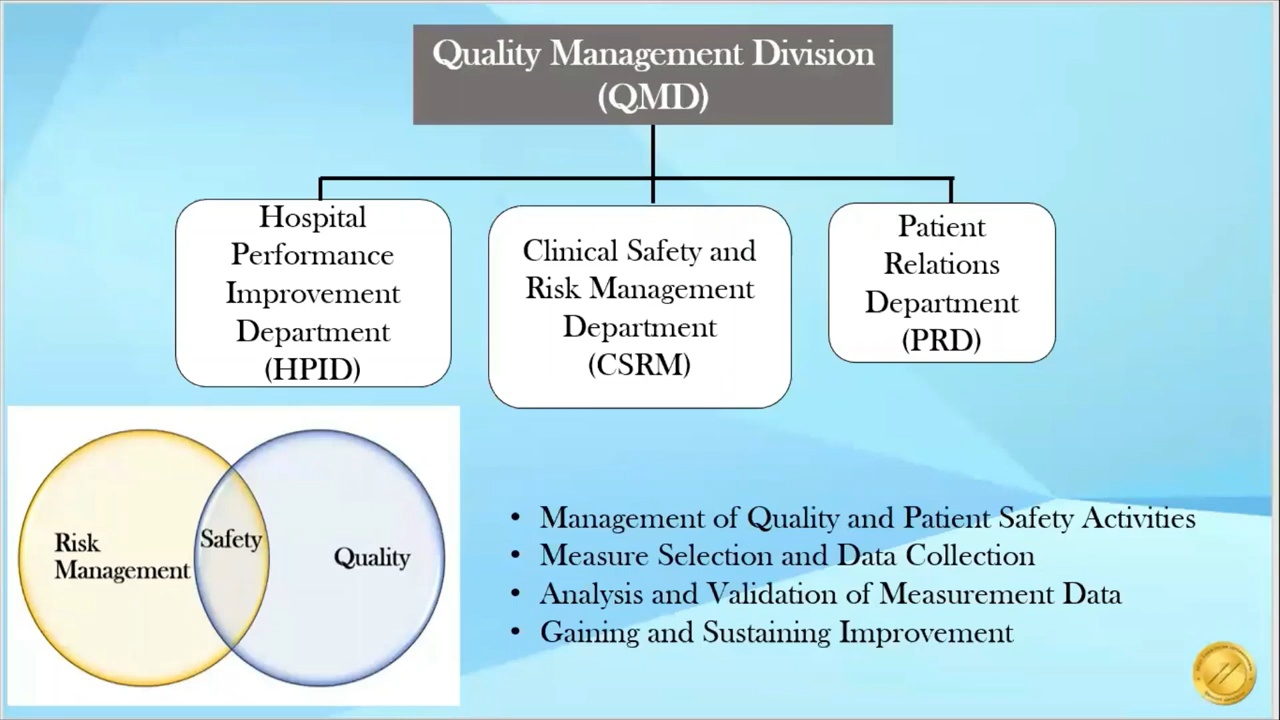 Quality Management Division
(QMD)
Hospital
Performance
Improvement
Department
(HPID)
Clinical Safety and
Risk Management
Department
(CSRM)
Patient
Relations
Department
(PRD)
Risk
Management
Safety
Quality
• Management of Quality and Patient Safety Activities
• Measure Selection and Data Collection
• Analysis and Validation of Measurement Data
• Gaining and Sustaining Improvement